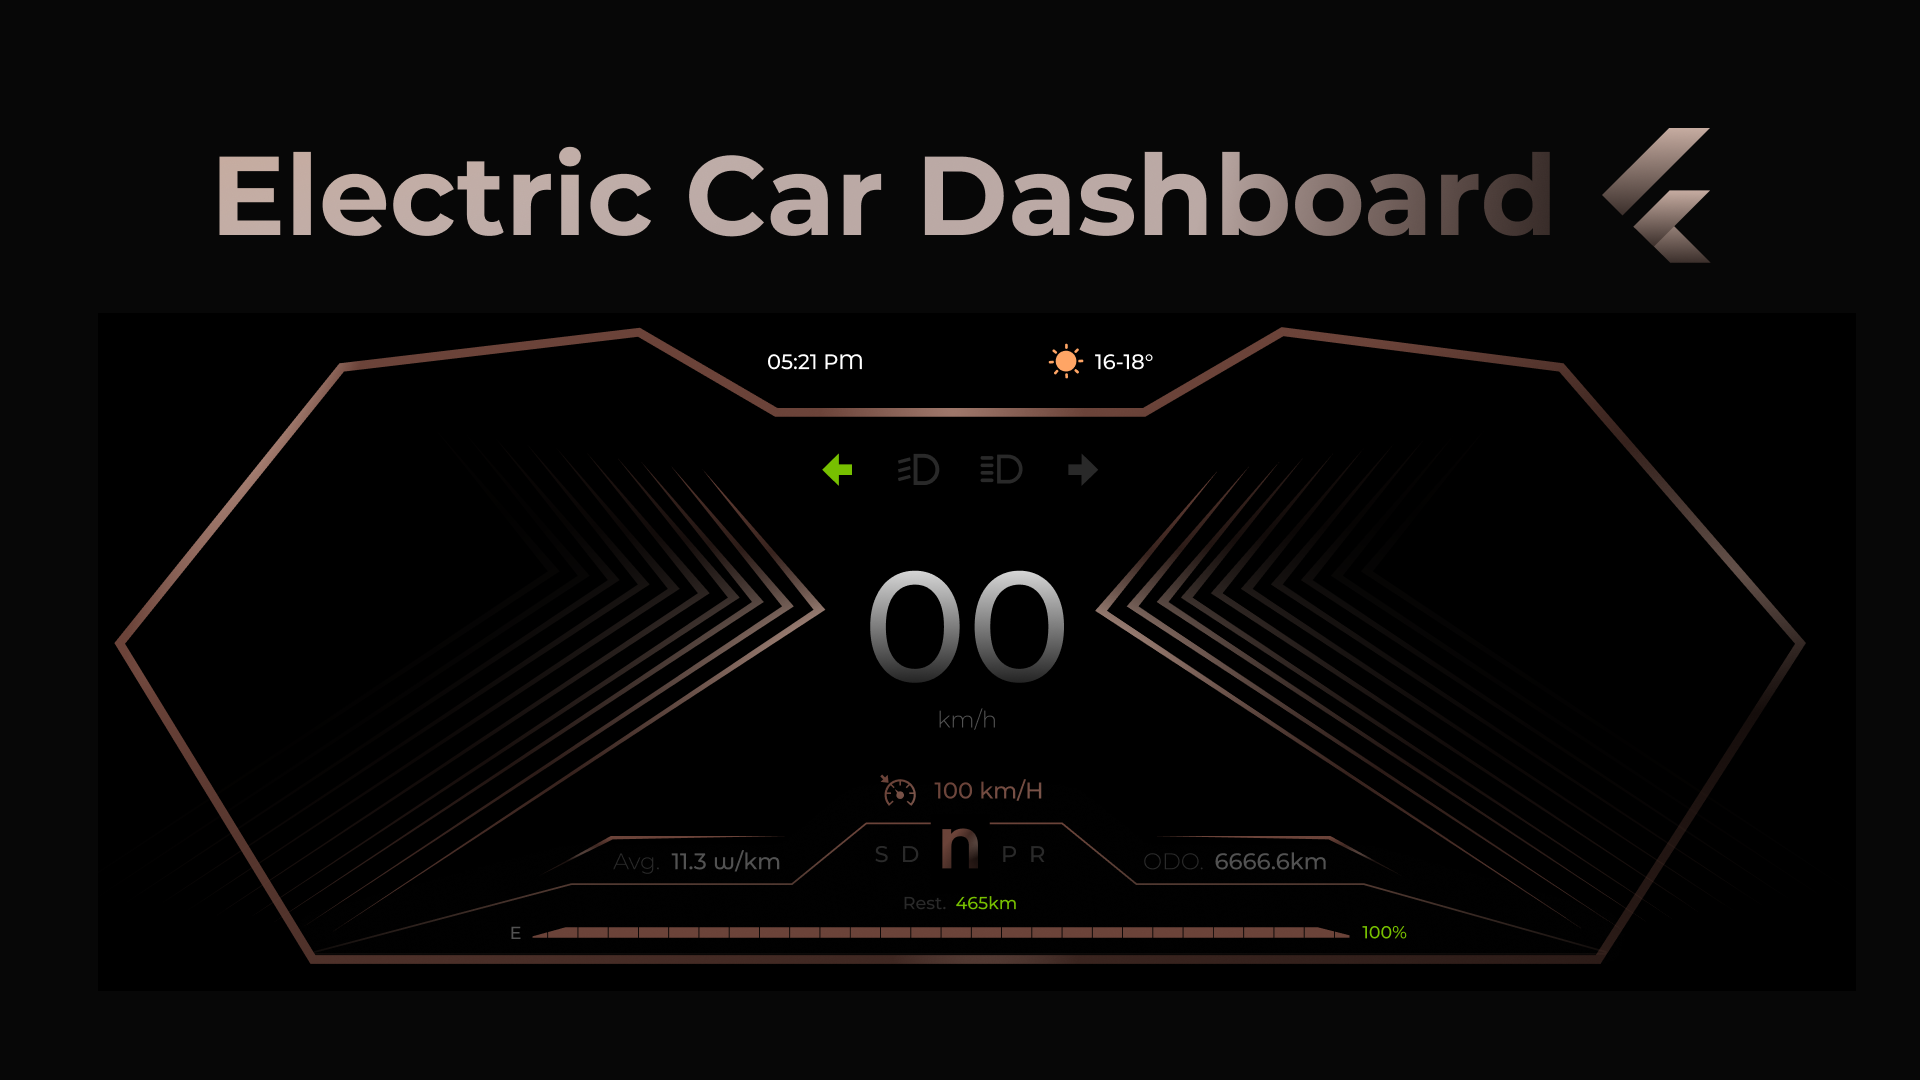 Electric Car Dashboard
05:21 PM
16-18°
00
km/h
100 km/H
S D n P R
Avg. 11.3 w/km
ODO. 6666.6km
Rest. 465km
E
100%